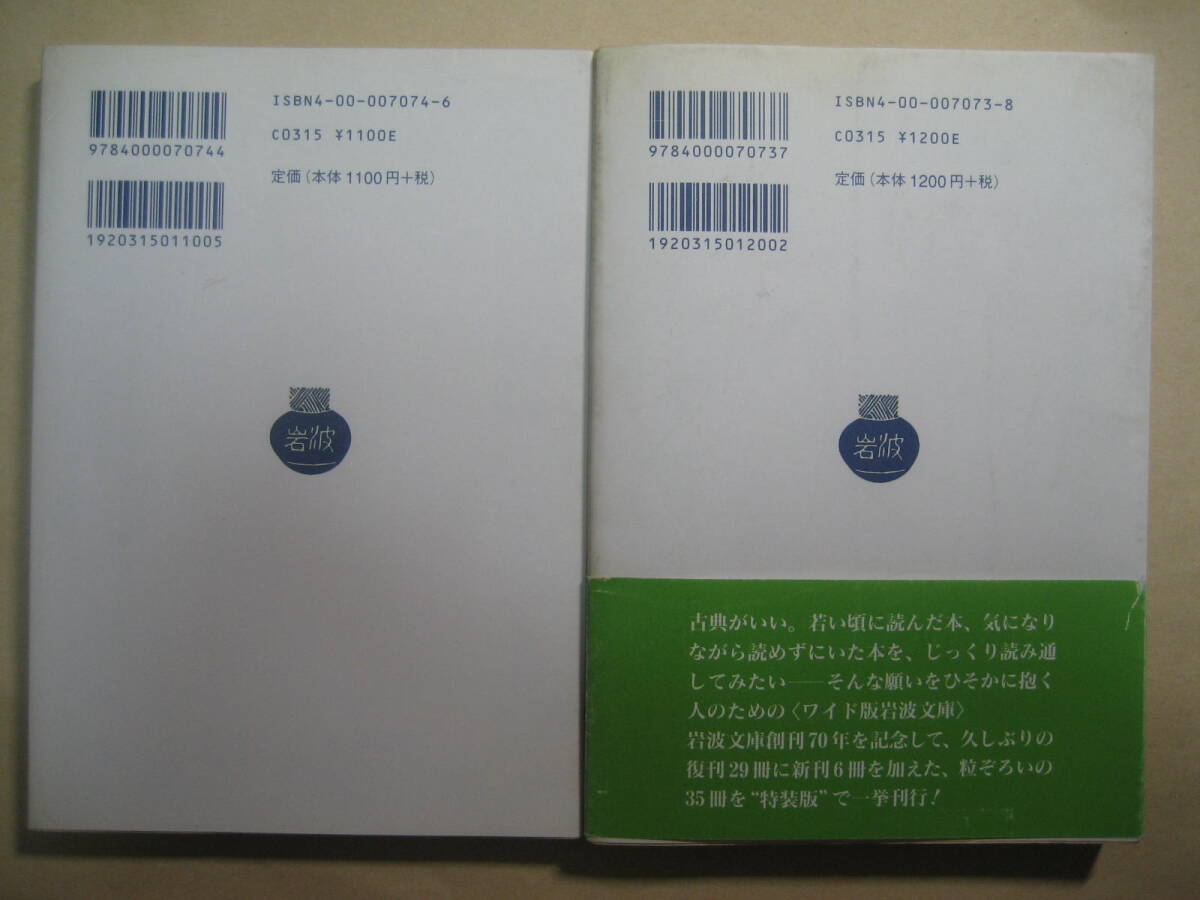 ISBN4-00-007074-6
C0315 ¥1100E
9784000070744
定価(本体1100円+税)
1920315011005
岩波
ISBN4-00-007073-8
C0315 ¥1200E
9784000070737
定価(本体1200円+税)
1920315012002
岩波
古典がいい。若い頃に読んだ本、気になり
ながら読めずにいた本を、じっくり読み通
してみたい——そんな願いをひそかに抱く
人のための〈ワイド版岩波文庫〉
岩波文庫創刊70年を記念して、久しぶりの
復刊29冊に新刊6冊を加えた、粒ぞろいの
35冊を“特装版”で一挙刊行!